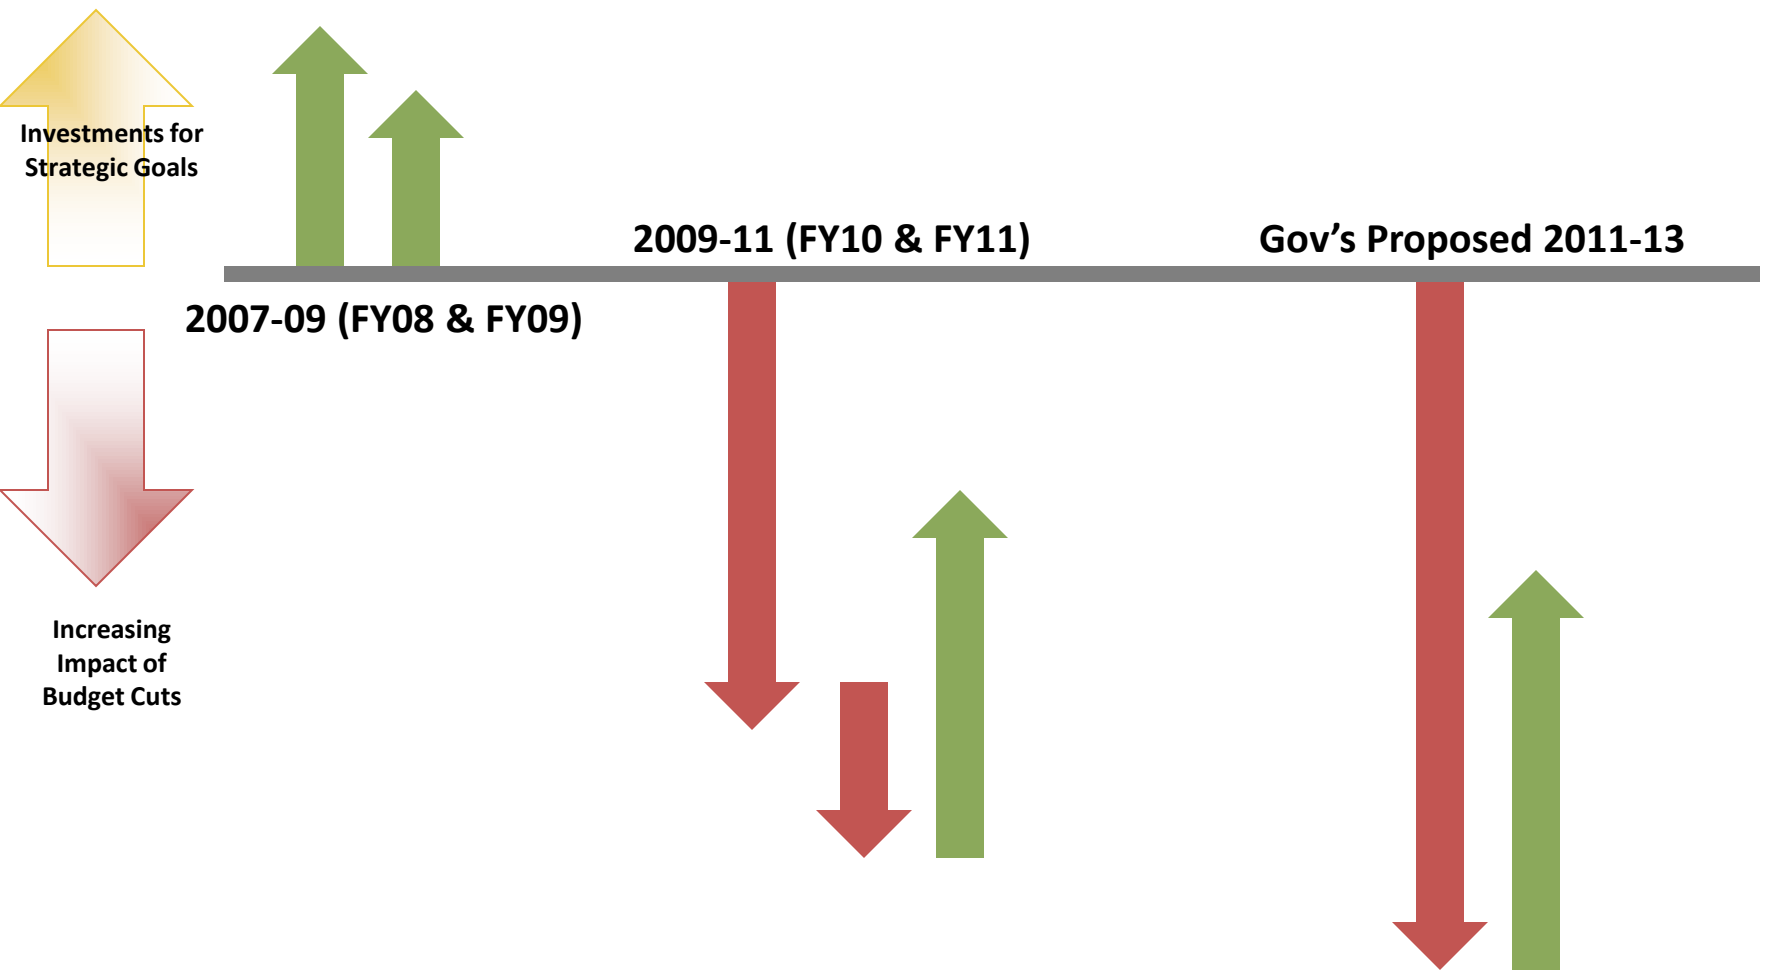 Investments for
Strategic Goals
2009-11 (FY10 & FY11)
Gov’s Proposed 2011-13
2007-09 (FY08 & FY09)
Increasing
Impact of
Budget Cuts